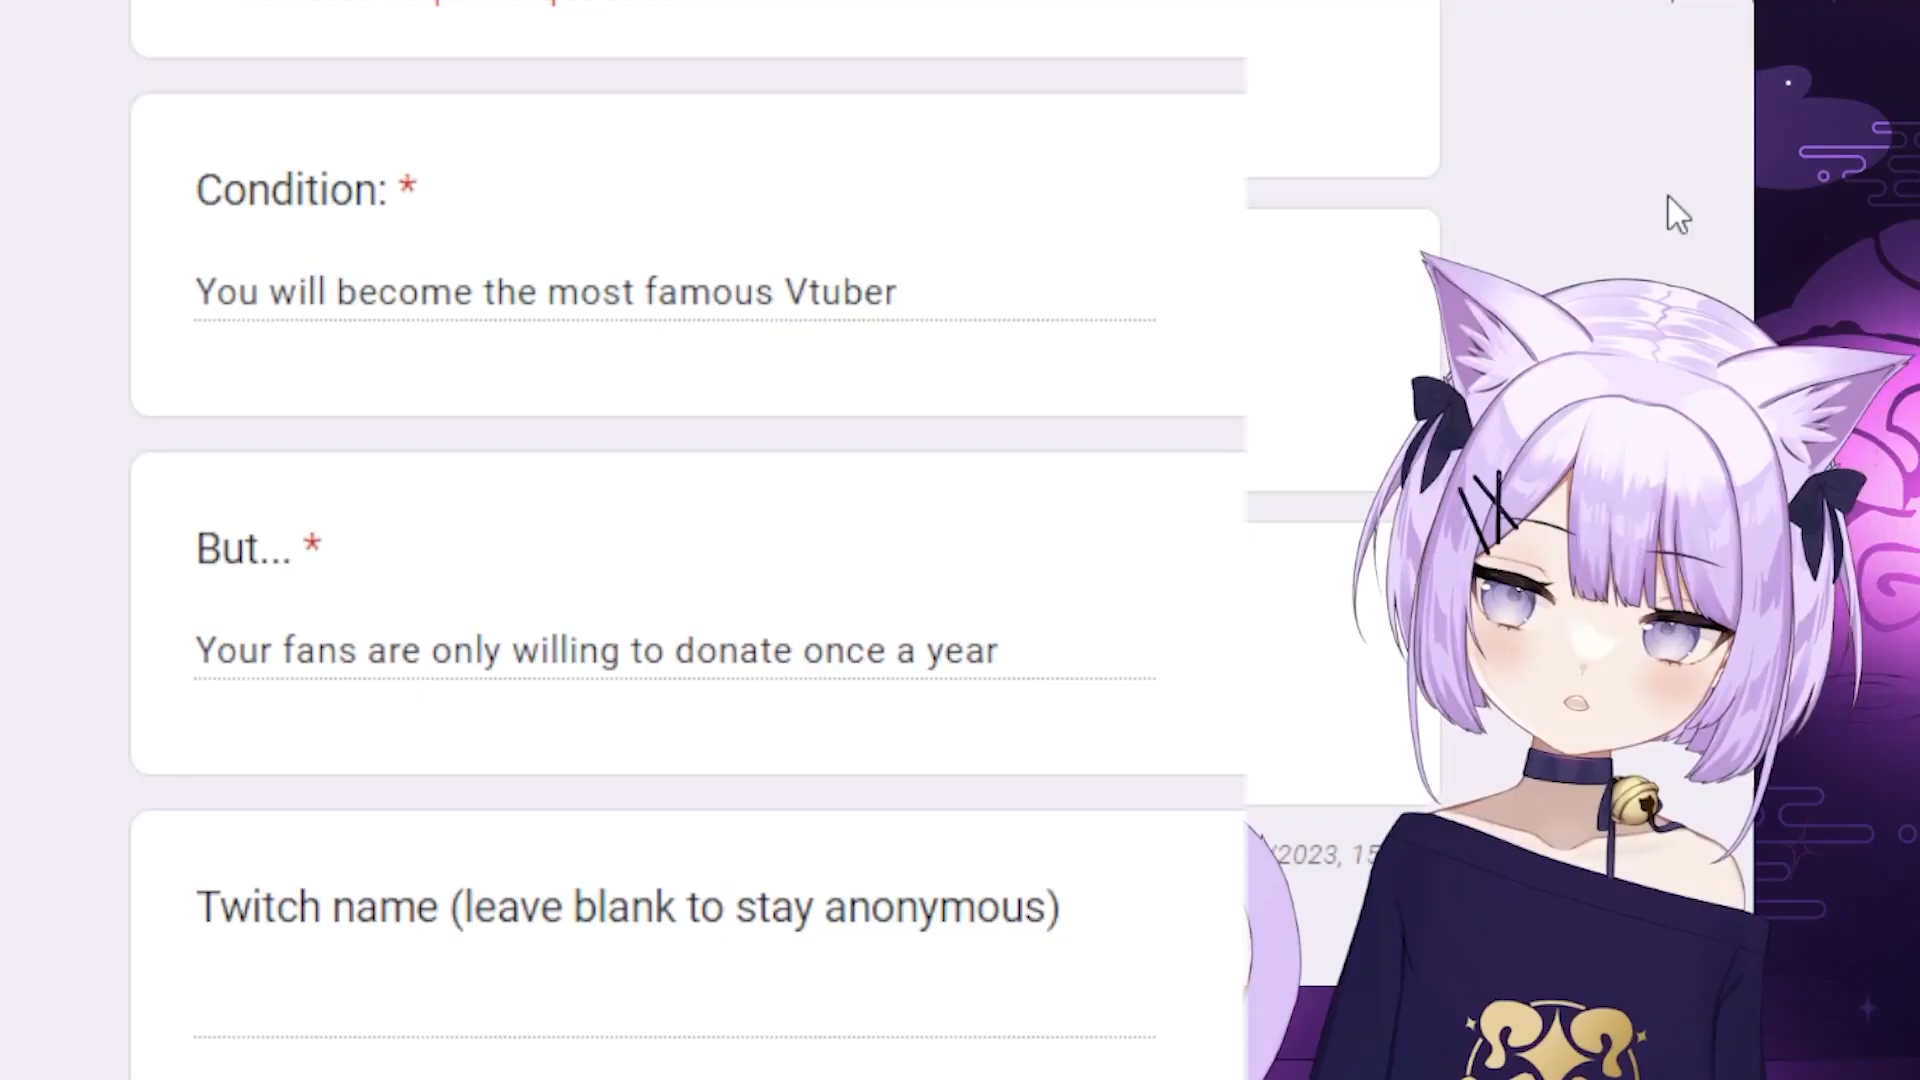 Condition: *
You will become the most famous Vtuber
But... *
Your fans are only willing to donate once a year
Twitch name (leave blank to stay anonymous)
/2023, 15